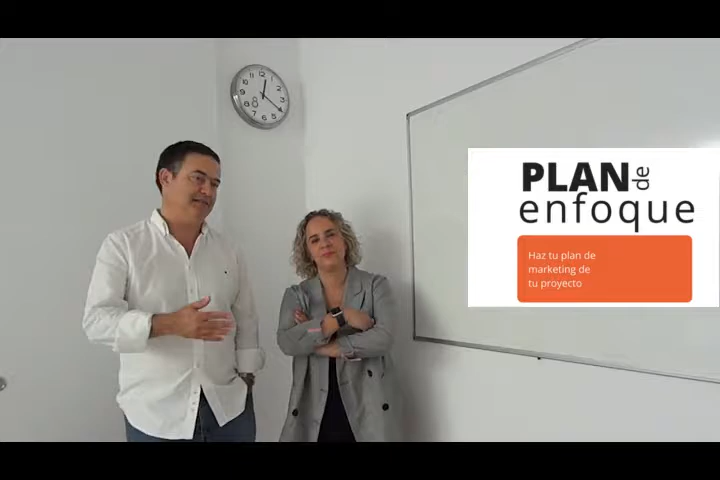 PLAN de
enfoque
Haz tu plan de
marketing de
tu proyecto